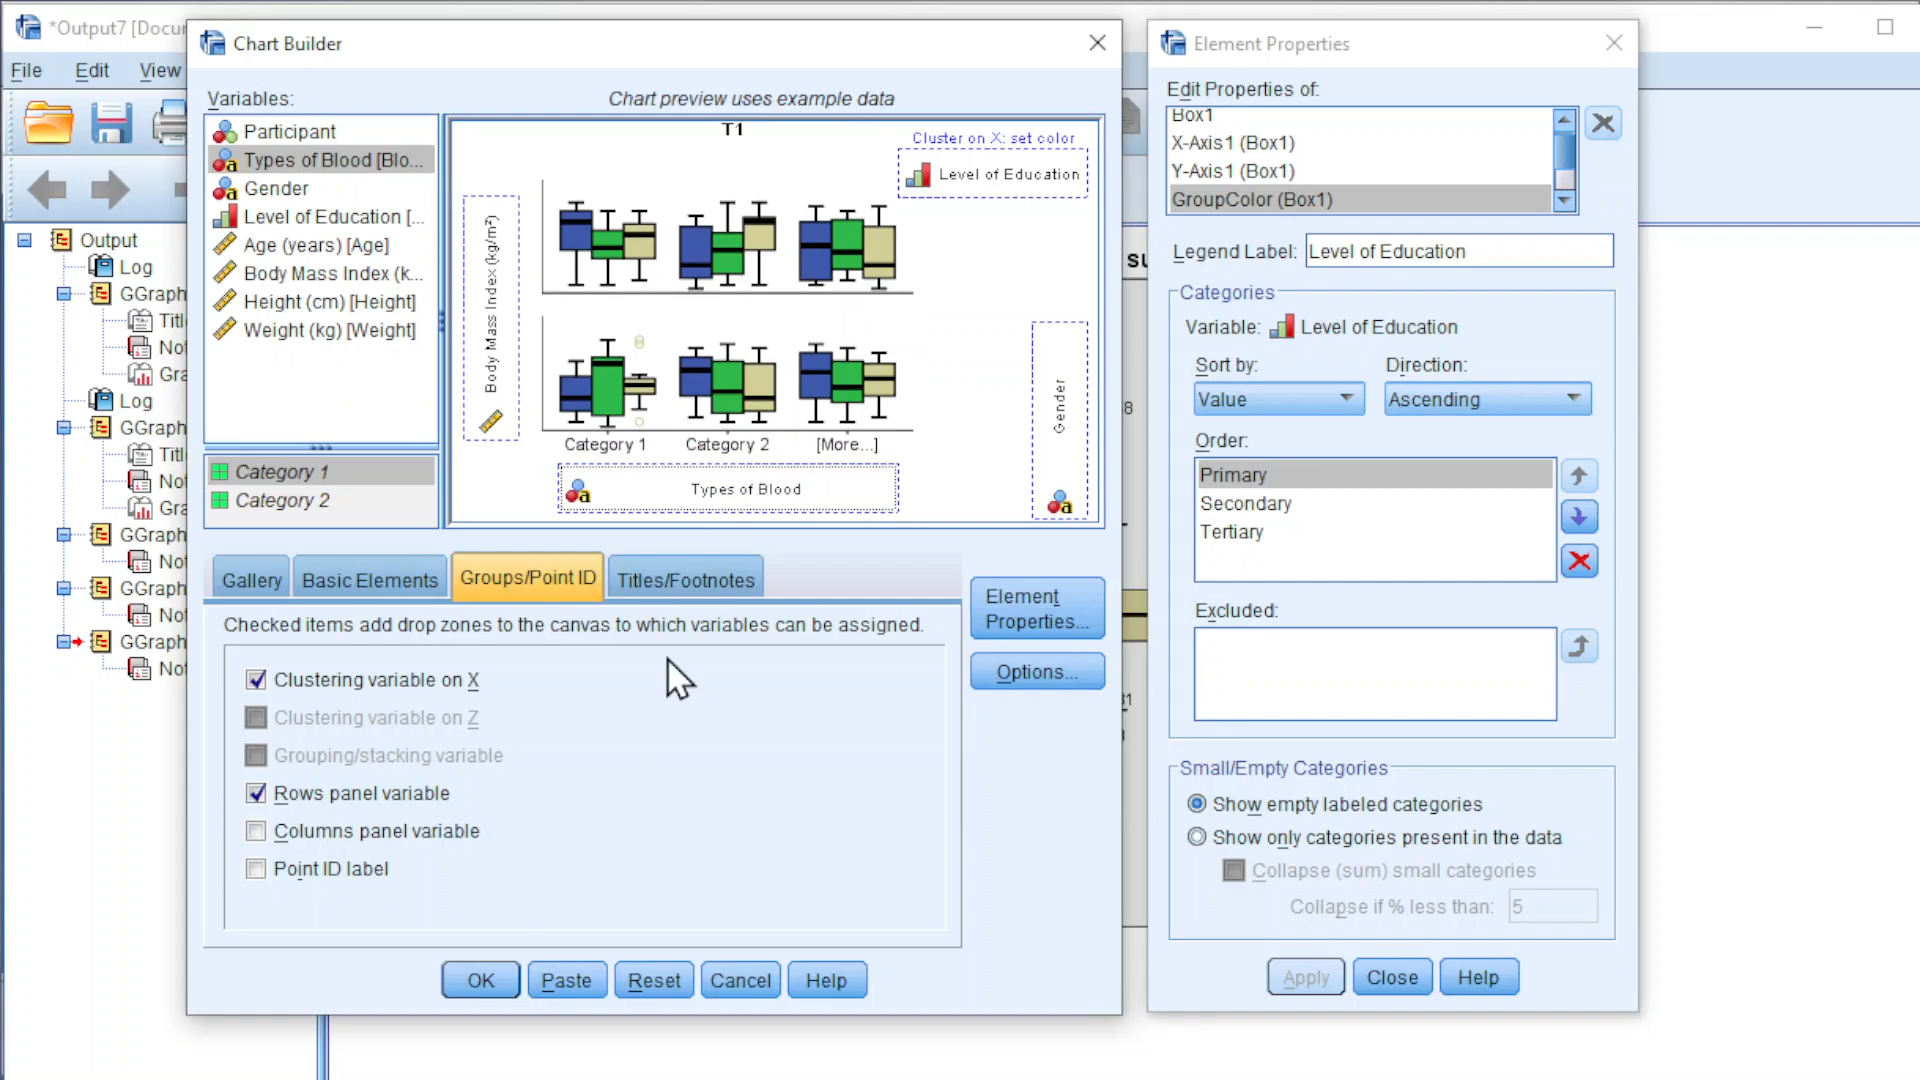 *Output7 [Docu
File Edit View
Output
Log
GGraph
Titl
Not
Gra
Log
GGraph
Titl
Not
Gra
GGraph
Not
GGraph
Not
GGraph
Not
Chart Builder
Variables:
Chart preview uses example data
Participant
Types of Blood [Blo...
Gender
Level of Education [...
Age (years) [Age]
Body Mass Index (k...
Height (cm) [Height]
Weight (kg) [Weight]
Category 1
Category 2
T1
Cluster on X: set color
Level of Education
Body Mass Index (kg/m²)
Gender
Category 1 Category 2 [More...]
Types of Blood
Gallery Basic Elements Groups/Point ID Titles/Footnotes
Checked items add drop zones to the canvas to which variables can be assigned.
Clustering variable on X
Clustering variable on Z
Grouping/stacking variable
Rows panel variable
Columns panel variable
Point ID label
Element Properties...
Options...
OK Paste Reset Cancel Help
su
Element Properties
Edit Properties of:
Box1
X-Axis1 (Box1)
Y-Axis1 (Box1)
GroupColor (Box1)
Legend Label: Level of Education
Categories
Variable: Level of Education
Sort by: Direction:
Value Ascending
Order:
Primary
Secondary
Tertiary
Excluded:
Small/Empty Categories
Show empty labeled categories
Show only categories present in the data
Collapse (sum) small categories
Collapse if % less than: 5
Apply Close Help